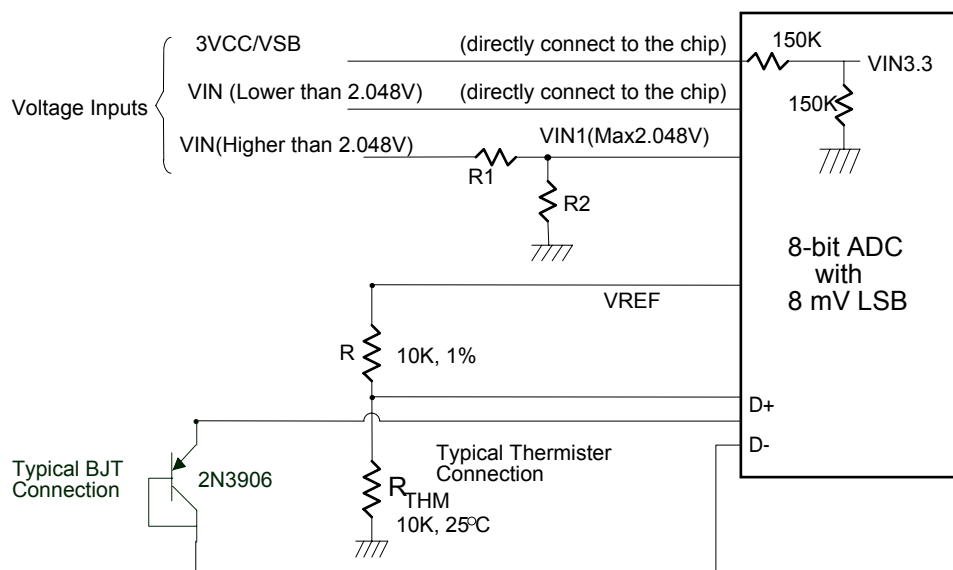 3VCC/VSB
(directly connect to the chip)
150K
VIN3.3
Voltage Inputs
VIN (Lower than 2.048V)
(directly connect to the chip)
150K
VIN(Higher than 2.048V)
VIN1(Max2.048V)
R1
R2
8-bit ADC
with
8 mV LSB
VREF
R
10K, 1%
D+
D-
Typical BJT
Connection
2N3906
Typical Thermister
Connection
RTHM
10K, 25°C